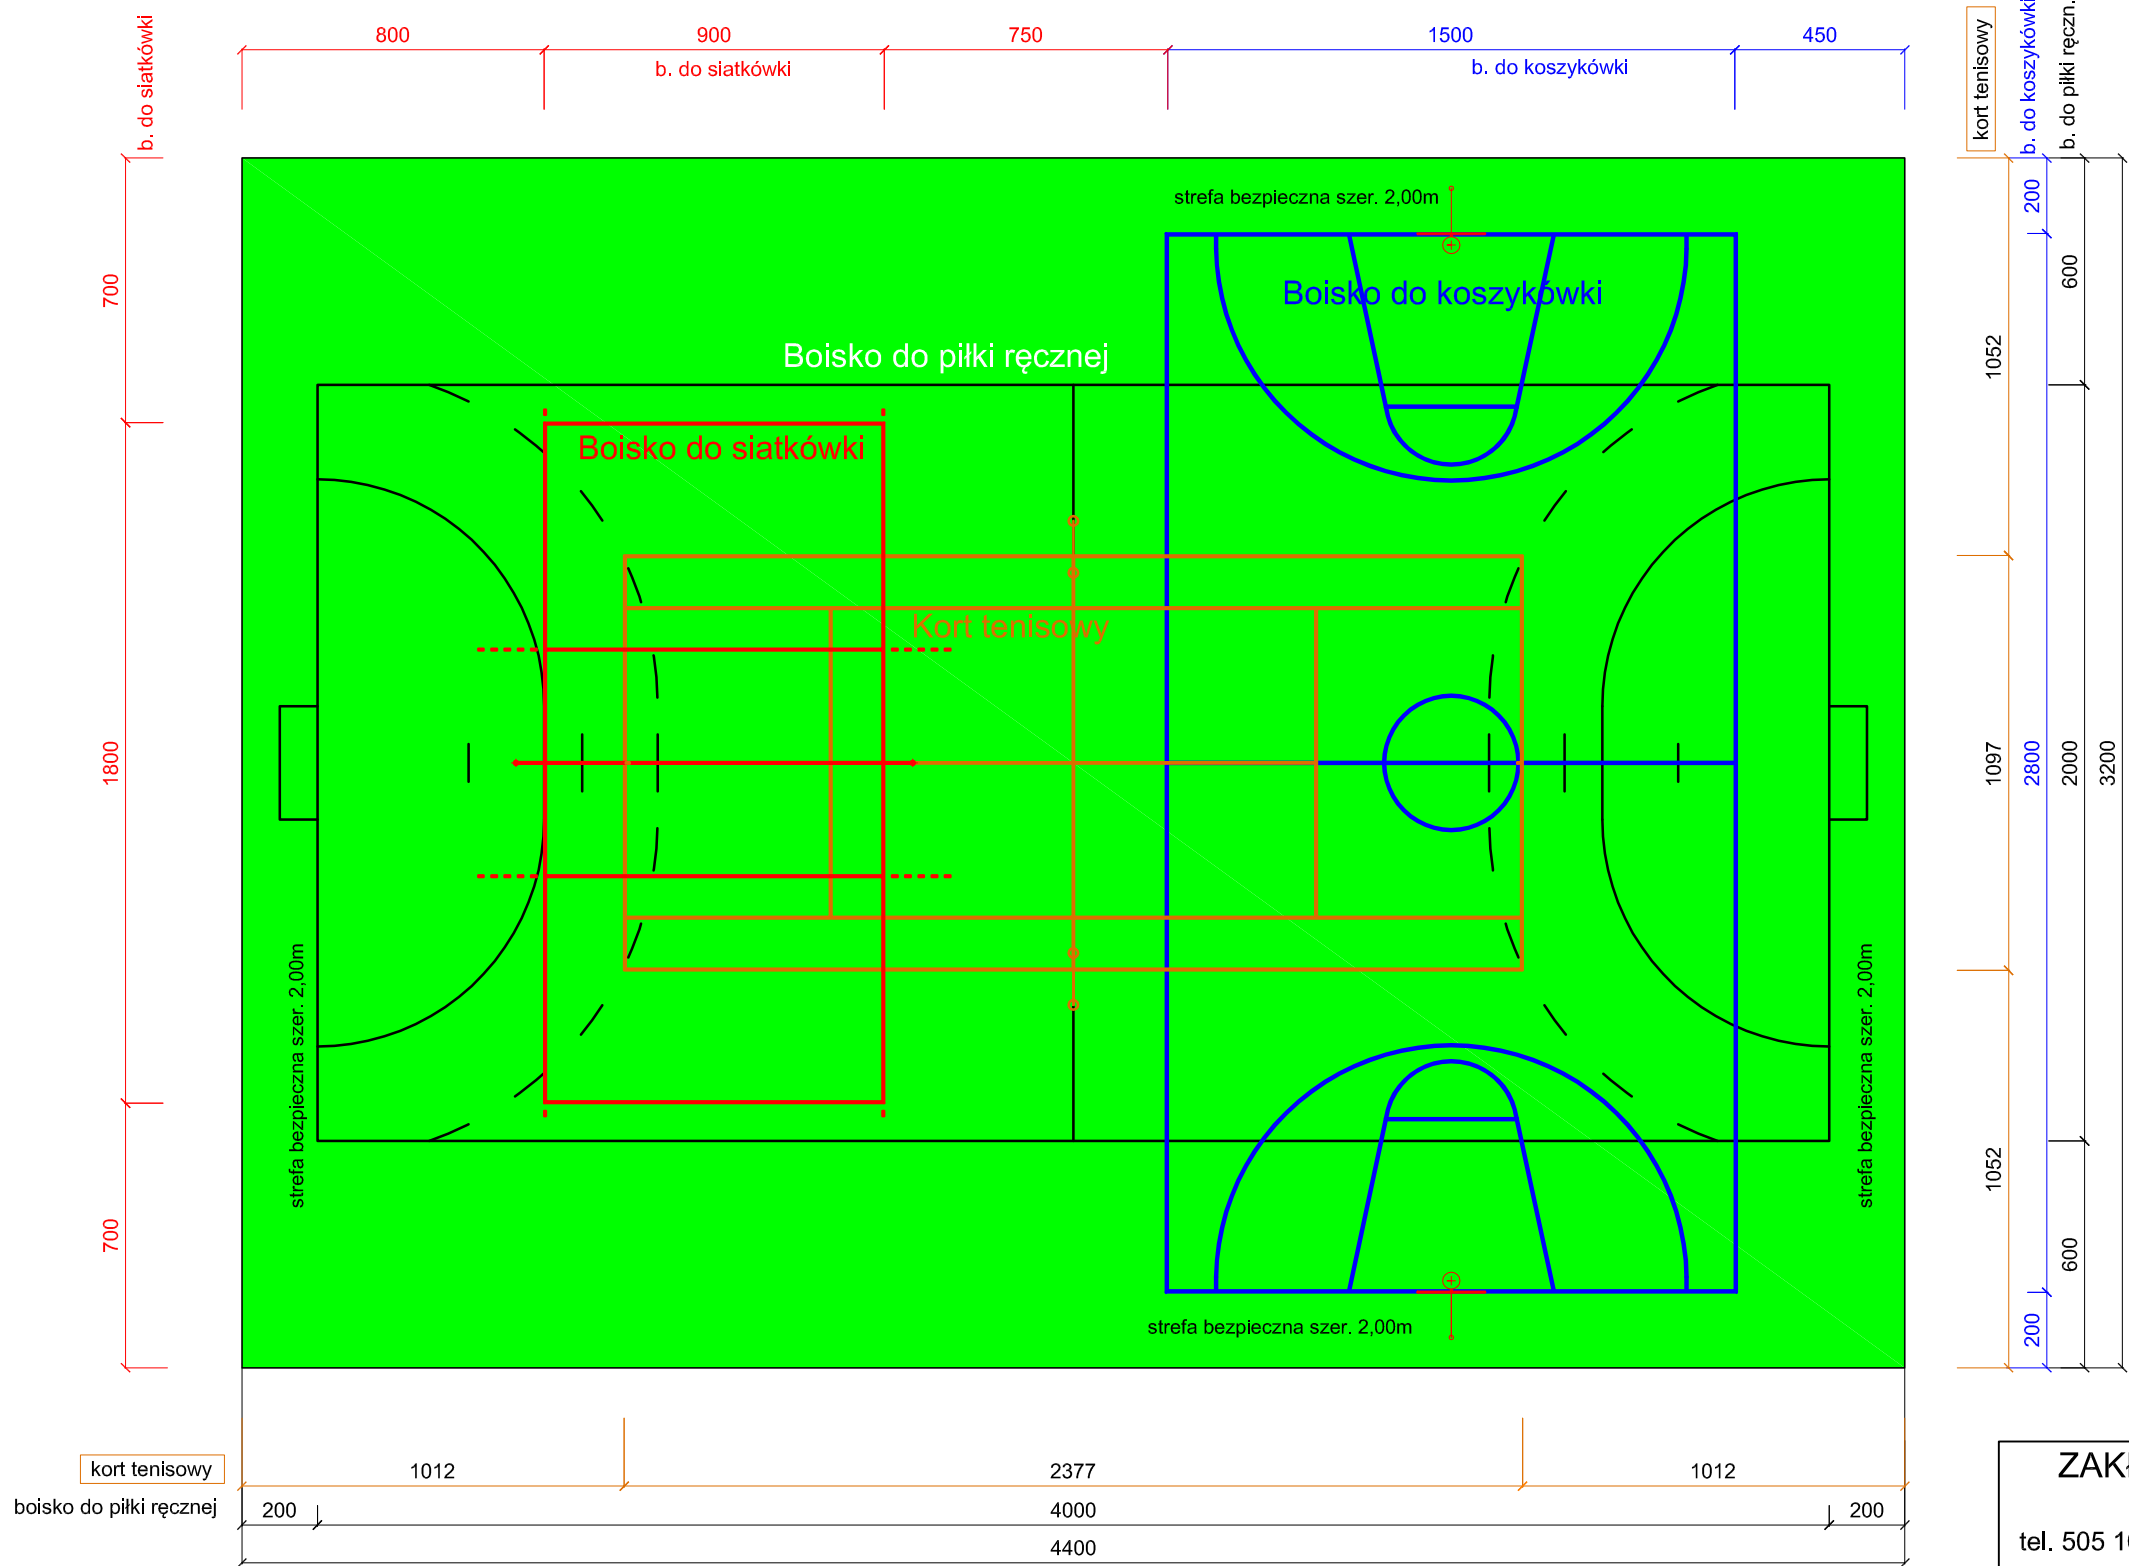 800
900
750
1500
450
b. do siatkówki
b. do koszykówki
b. do siatkówki
kort tenisowy
b. do koszykówki
b. do piłki ręczn.
strefa bezpieczna szer. 2,00m
200
700
600
Boisko do koszykówki
1052
Boisko do piłki ręcznej
Boisko do siatkówki
Kort tenisowy
1800
1097
2800
2000
3200
strefa bezpieczna szer. 2,00m
strefa bezpieczna szer. 2,00m
1052
700
600
strefa bezpieczna szer. 2,00m
200
kort tenisowy
1012
2377
1012
boisko do piłki ręcznej
200
4000
200
4400
tel. 505